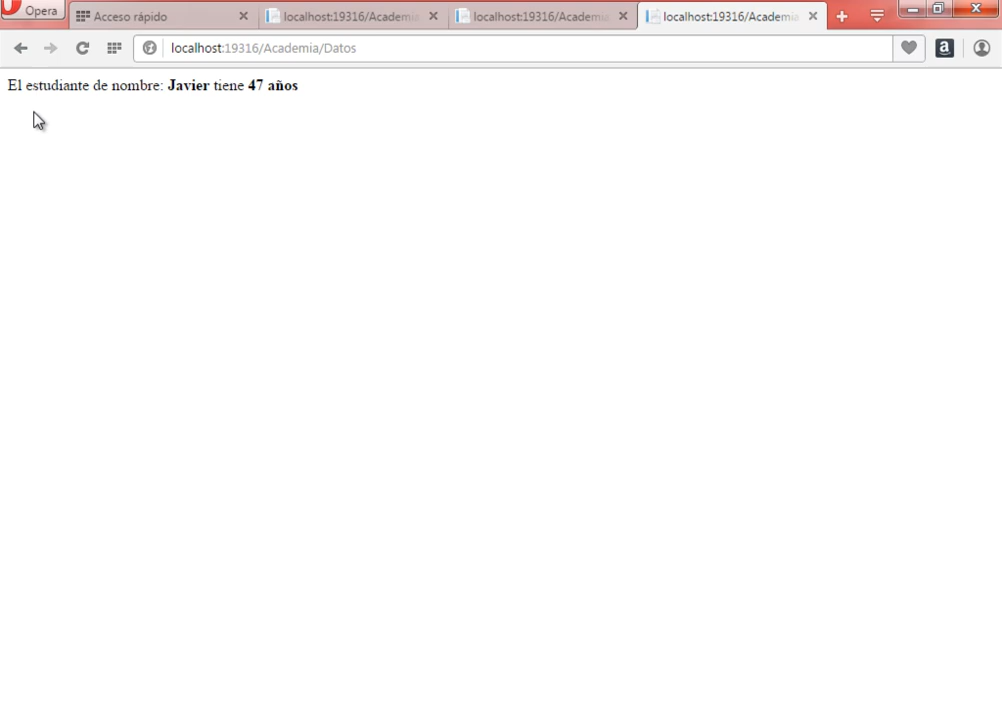 Opera
Acceso rápido
localhost:19316/Academia
localhost:19316/Academia
localhost:19316/Academia
localhost:19316/Academia/Datos
a
El estudiante de nombre: Javier tiene 47 años